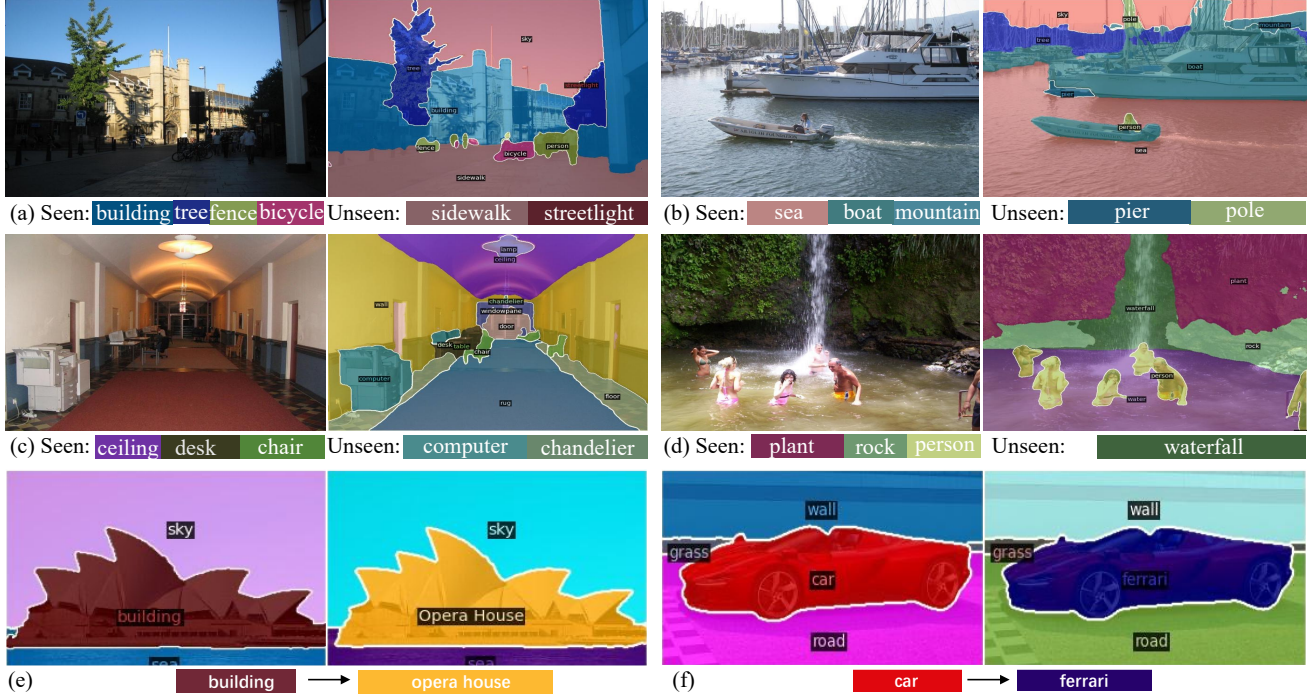 sky
tree
streetlight
building
fence
bicycle
person
sidewalk
(a) Seen: building tree fence bicycle Unseen: sidewalk streetlight
sky
pole
mountain
tree
boat
pier
person
sea
(b) Seen: sea boat mountain Unseen: pier pole
lamp
ceiling
wall
chandelier
windowpane
door
desk table
chair
computer
floor
rug
(c) Seen: ceiling desk chair Unseen: computer chandelier
plant
waterfall
rock
person
water
(d) Seen: plant rock person Unseen: waterfall
sky
building
sea
sky
Opera House
sea
(e) building opera house
wall
grass
car
road
wall
grass
ferrari
road
(f) car ferrari